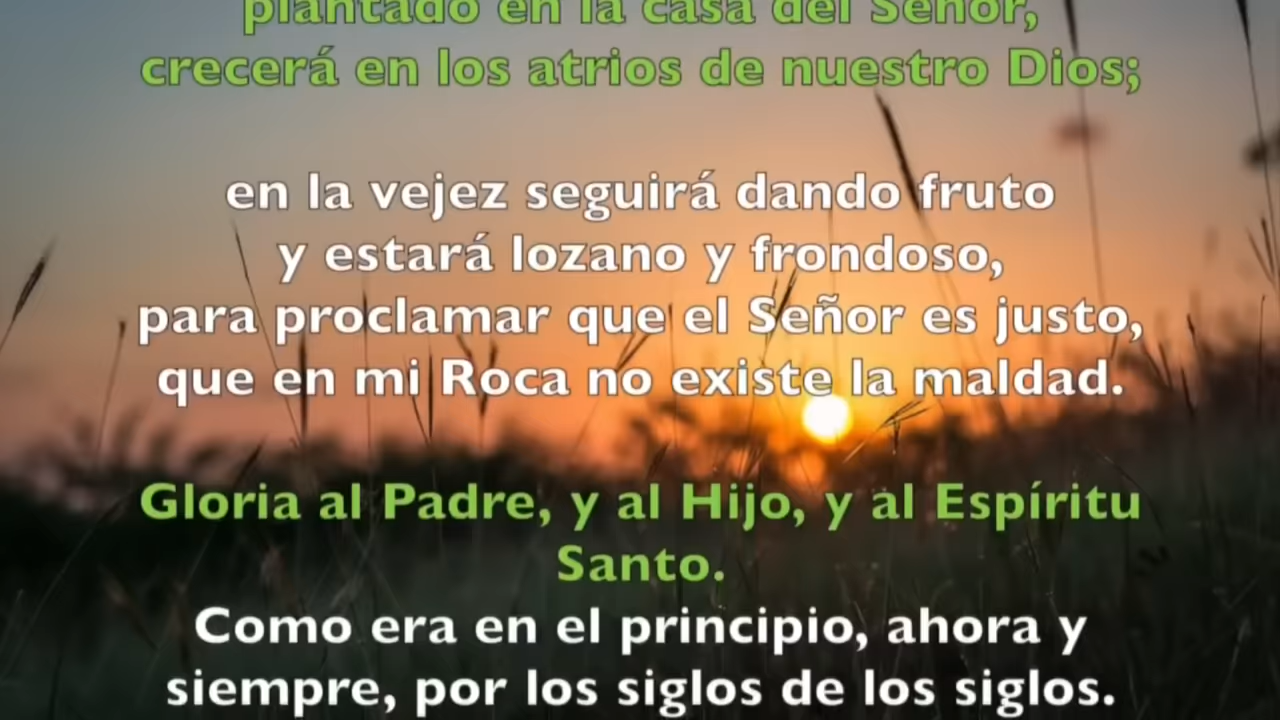 plantado en la casa del Señor,
crecerá en los atrios de nuestro Dios;
en la vejez seguirá dando fruto
y estará lozano y frondoso,
para proclamar que el Señor es justo,
que en mi Roca no existe la maldad.
Gloria al Padre, y al Hijo, y al Espíritu
Santo.
Como era en el principio, ahora y
siempre, por los siglos de los siglos.